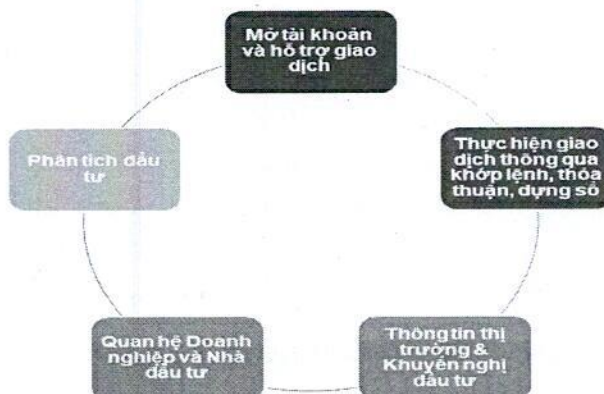 Mở tài khoản
và hỗ trợ giao
dịch
Thực hiện giao
dịch thông qua
khớp lệnh, thỏa
thuận, dựng sổ
Thông tin thị
trường &
Khuyến nghị
đầu tư
Quan hệ Doanh
nghiệp và Nhà
đầu tư
Phân tích đầu
tư